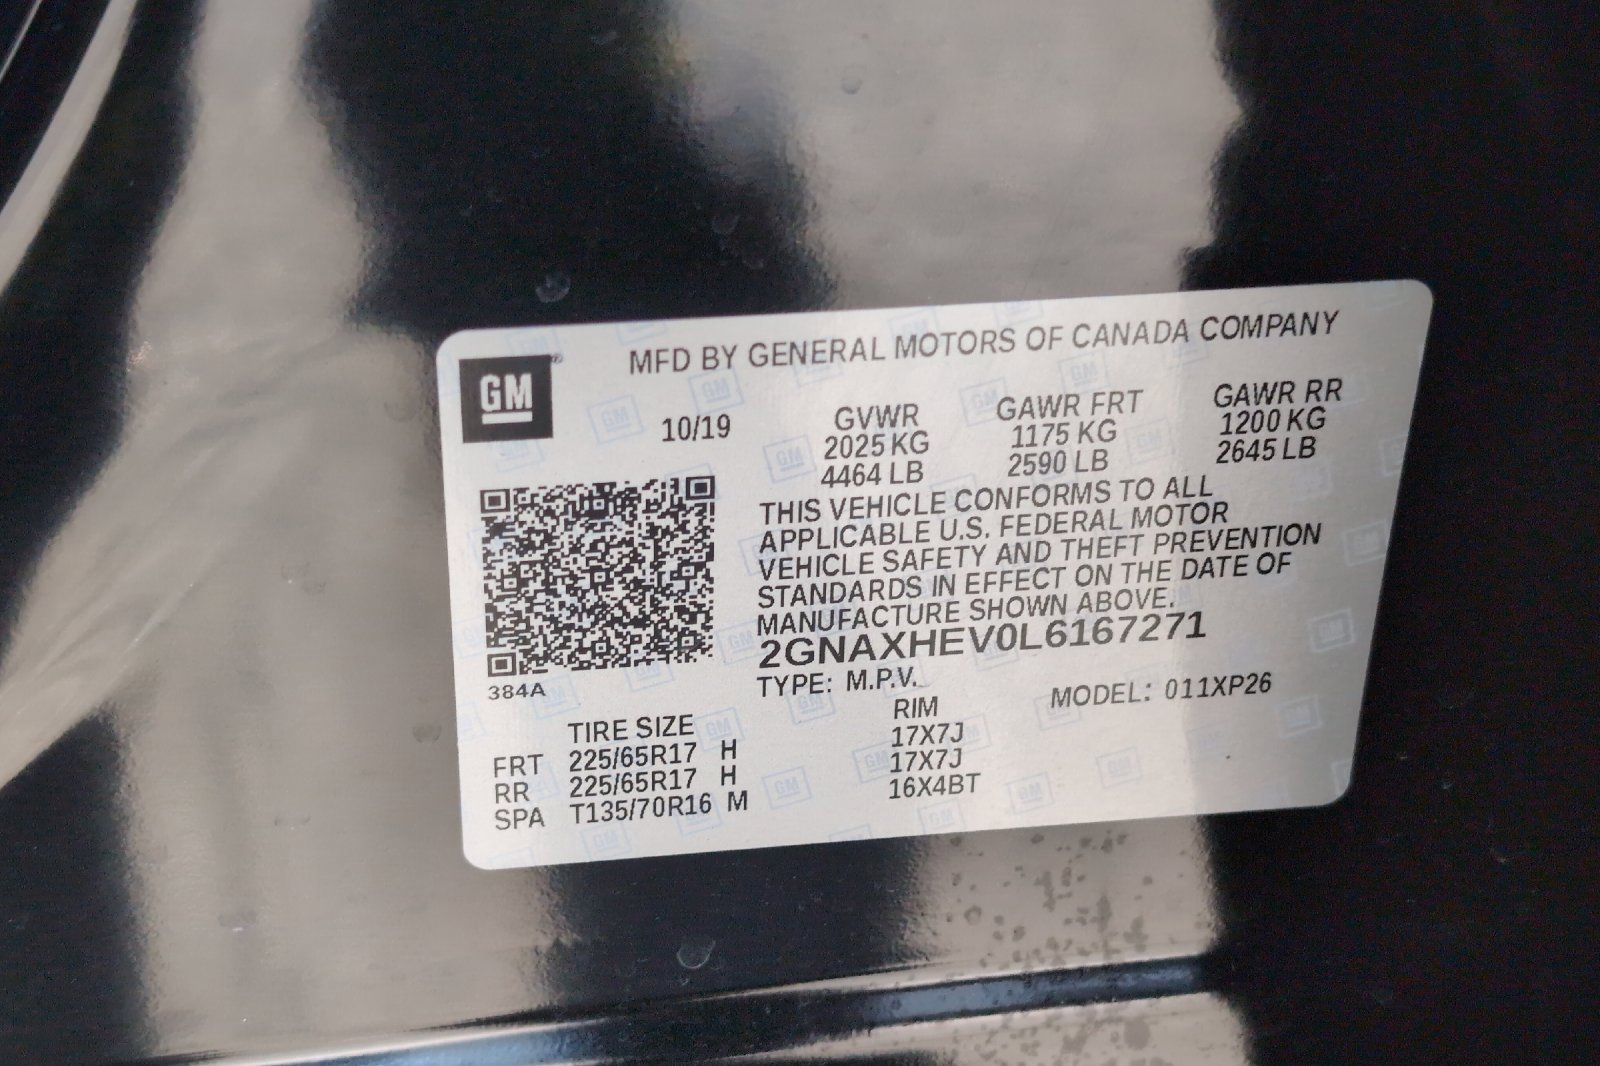 MFD BY GENERAL MOTORS OF CANADA COMPANY
GM
10/19
GVWR GAWR FRT GAWR RR
2025 KG 1175 KG 1200 KG
4464 LB 2590 LB 2645 LB
THIS VEHICLE CONFORMS TO ALL
APPLICABLE U.S. FEDERAL MOTOR
VEHICLE SAFETY AND THEFT PREVENTION
STANDARDS IN EFFECT ON THE DATE OF
MANUFACTURE SHOWN ABOVE.
2GNAXHEV0L6167271
384A
TYPE: M.P.V. MODEL: 011XP26
TIRE SIZE RIM
FRT 225/65R17 H 17X7J
RR 225/65R17 H 17X7J
SPA T135/70R16 M 16X4BT